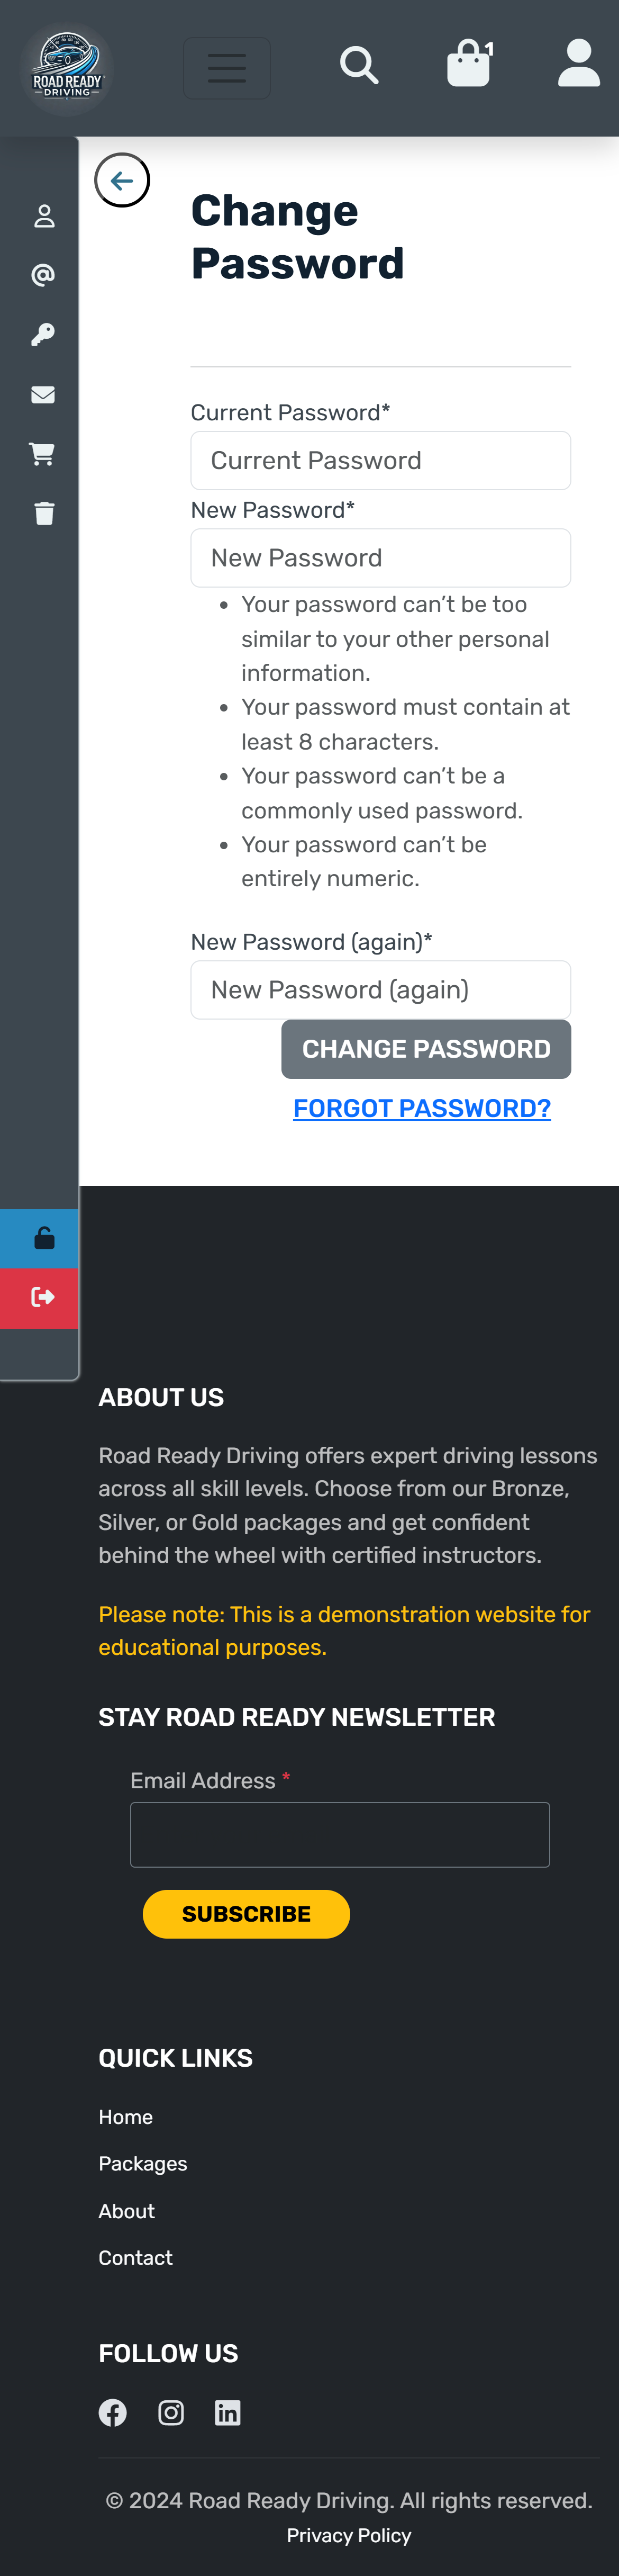 ROAD READY
DRIVING
1
Change
Password
Current Password*
Current Password
New Password*
New Password
• Your password can’t be too
similar to your other personal
information.
• Your password must contain at
least 8 characters.
• Your password can’t be a
commonly used password.
• Your password can’t be
entirely numeric.
New Password (again)*
New Password (again)
CHANGE PASSWORD
FORGOT PASSWORD?
ABOUT US
Road Ready Driving offers expert driving lessons
across all skill levels. Choose from our Bronze,
Silver, or Gold packages and get confident
behind the wheel with certified instructors.
Please note: This is a demonstration website for
educational purposes.
STAY ROAD READY NEWSLETTER
Email Address *
SUBSCRIBE
QUICK LINKS
Home
Packages
About
Contact
FOLLOW US
© 2024 Road Ready Driving. All rights reserved.
Privacy Policy